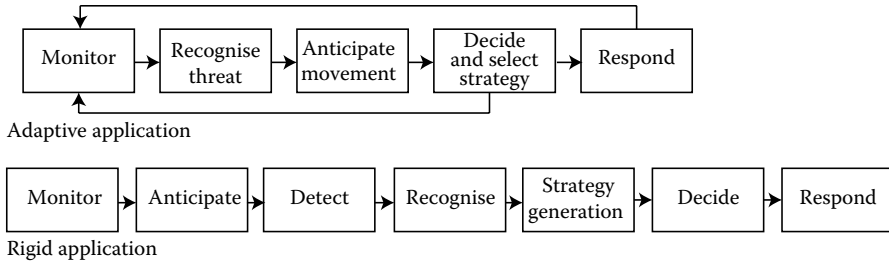 Monitor
Recognise
threat
Anticipate
movement
Decide
and select
strategy
Respond
Adaptive application
Monitor
Anticipate
Detect
Recognise
Strategy
generation
Decide
Respond
Rigid application